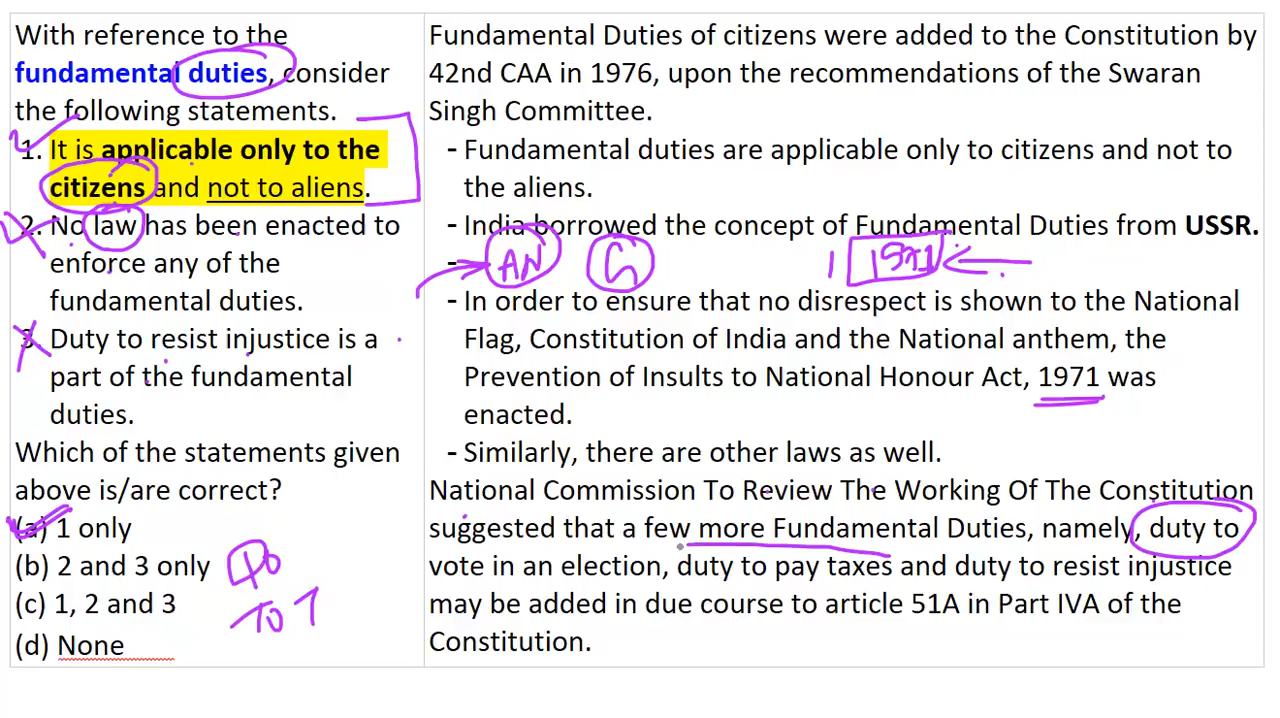 With reference to the
fundamental duties, consider
the following statements.
1. It is applicable only to the
citizens and not to aliens.
2. No law has been enacted to
enforce any of the
fundamental duties.
3. Duty to resist injustice is a
part of the fundamental
duties.
Which of the statements given
above is/are correct?
(a) 1 only
(b) 2 and 3 only
(c) 1, 2 and 3
(d) None
Fundamental Duties of citizens were added to the Constitution by
42nd CAA in 1976, upon the recommendations of the Swaran
Singh Committee.
- Fundamental duties are applicable only to citizens and not to
the aliens.
- India borrowed the concept of Fundamental Duties from USSR.
-
AN
1971
- In order to ensure that no disrespect is shown to the National
Flag, Constitution of India and the National anthem, the
Prevention of Insults to National Honour Act, 1971 was
enacted.
- Similarly, there are other laws as well.
National Commission To Review The Working Of The Constitution
suggested that a few more Fundamental Duties, namely, duty to
vote in an election, duty to pay taxes and duty to resist injustice
may be added in due course to article 51A in Part IVA of the
Constitution.